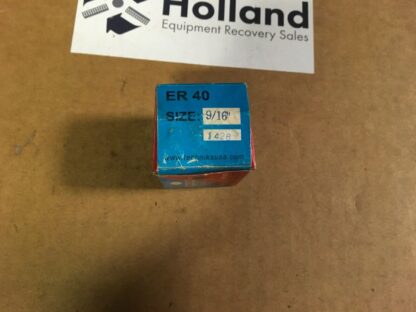 Holland
Equipment Recovery Sales
ER 40
SIZE: 9/16"
1428